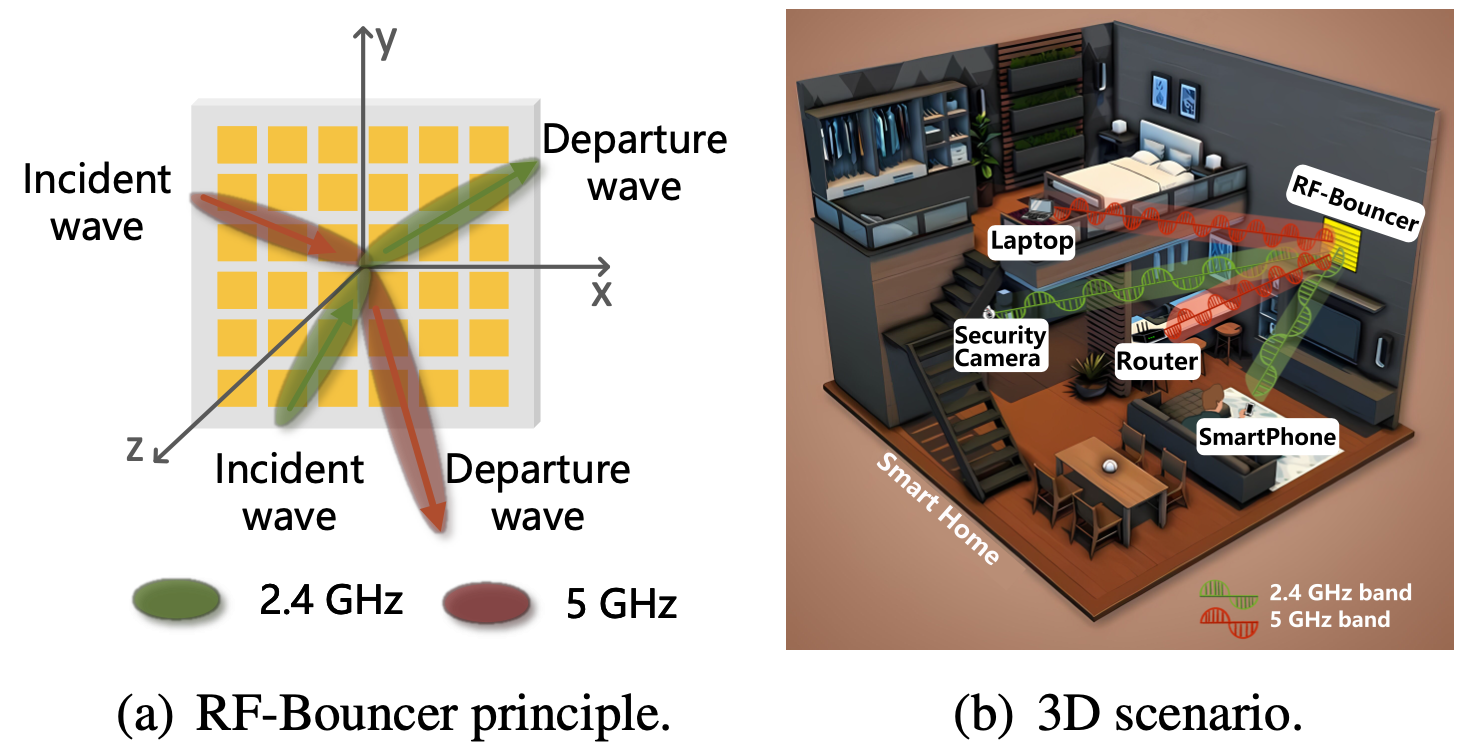 y
Departure
wave
Incident
wave
x
z
Incident
wave
Departure
wave
2.4 GHz
5 GHz
(a) RF-Bouncer principle.
RF-Bouncer
Laptop
Security
Camera
Router
SmartPhone
Smart Home
2.4 GHz band
5 GHz band
(b) 3D scenario.